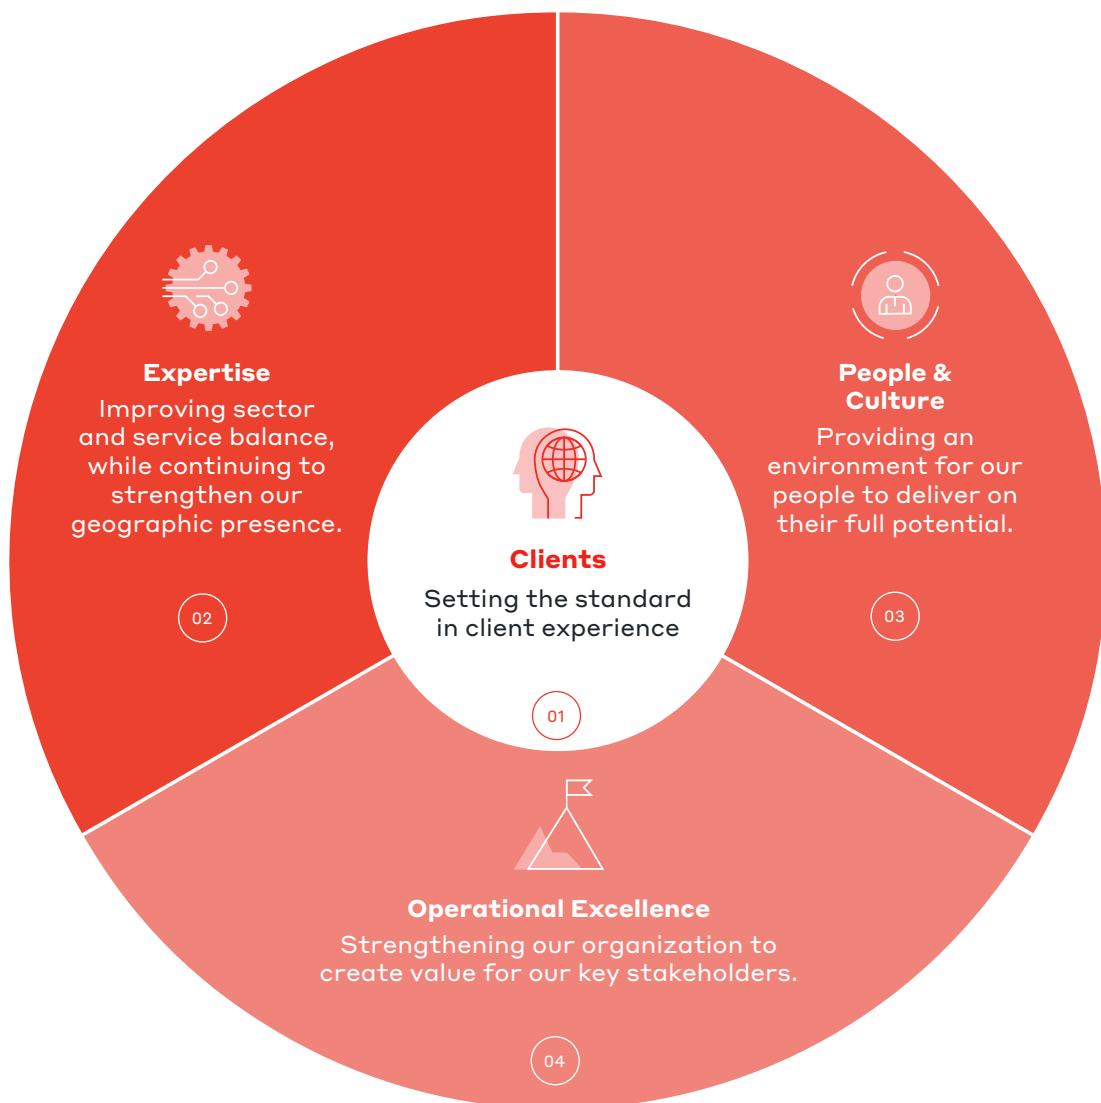 Clients
Setting the standard
in client experience
01
Expertise
Improving sector
and service balance,
while continuing to
strengthen our
geographic presence.
02
People &
Culture
Providing an
environment for our
people to deliver on
their full potential.
03
Operational Excellence
Strengthening our organization to
create value for our key stakeholders.
04